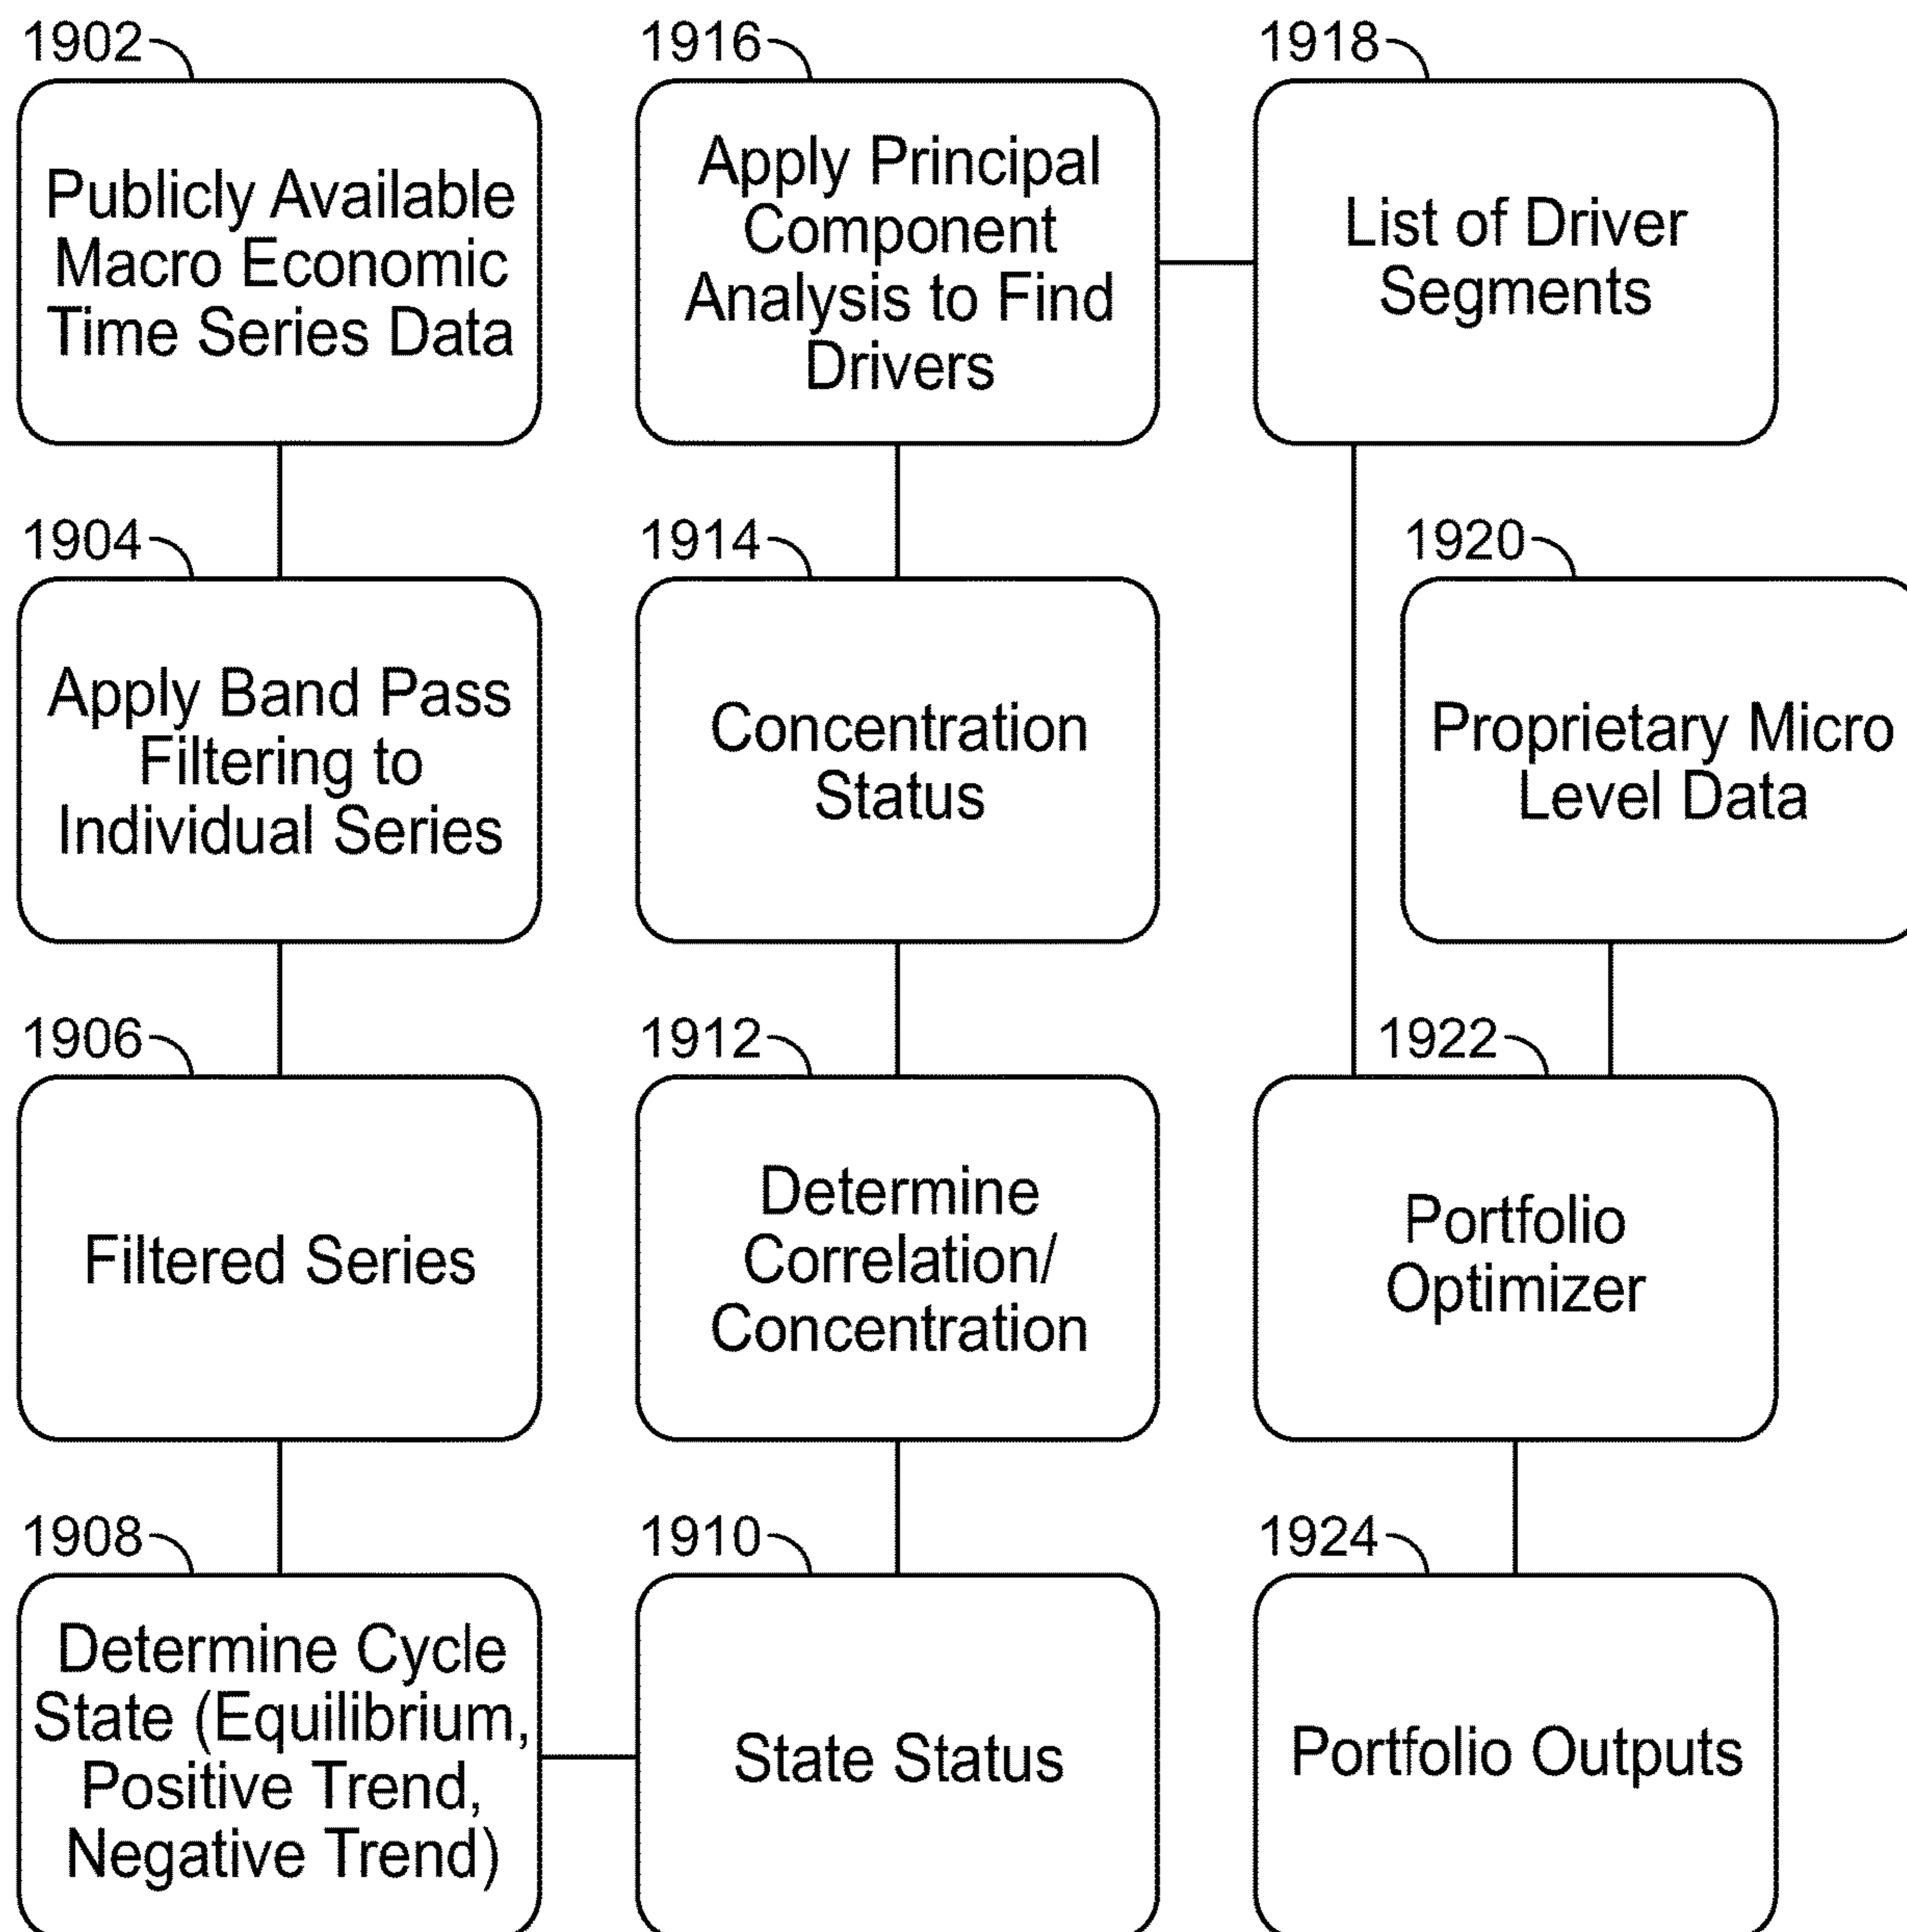 1902
Publicly Available
Macro Economic
Time Series Data
1904
Apply Band Pass
Filtering to
Individual Series
1906
Filtered Series
1908
Determine Cycle
State (Equilibrium,
Positive Trend,
Negative Trend)
1910
State Status
1912
Determine
Correlation/
Concentration
1914
Concentration
Status
1916
Apply Principal
Component
Analysis to Find
Drivers
1918
List of Driver
Segments
1920
Proprietary Micro
Level Data
1922
Portfolio
Optimizer
1924
Portfolio Outputs